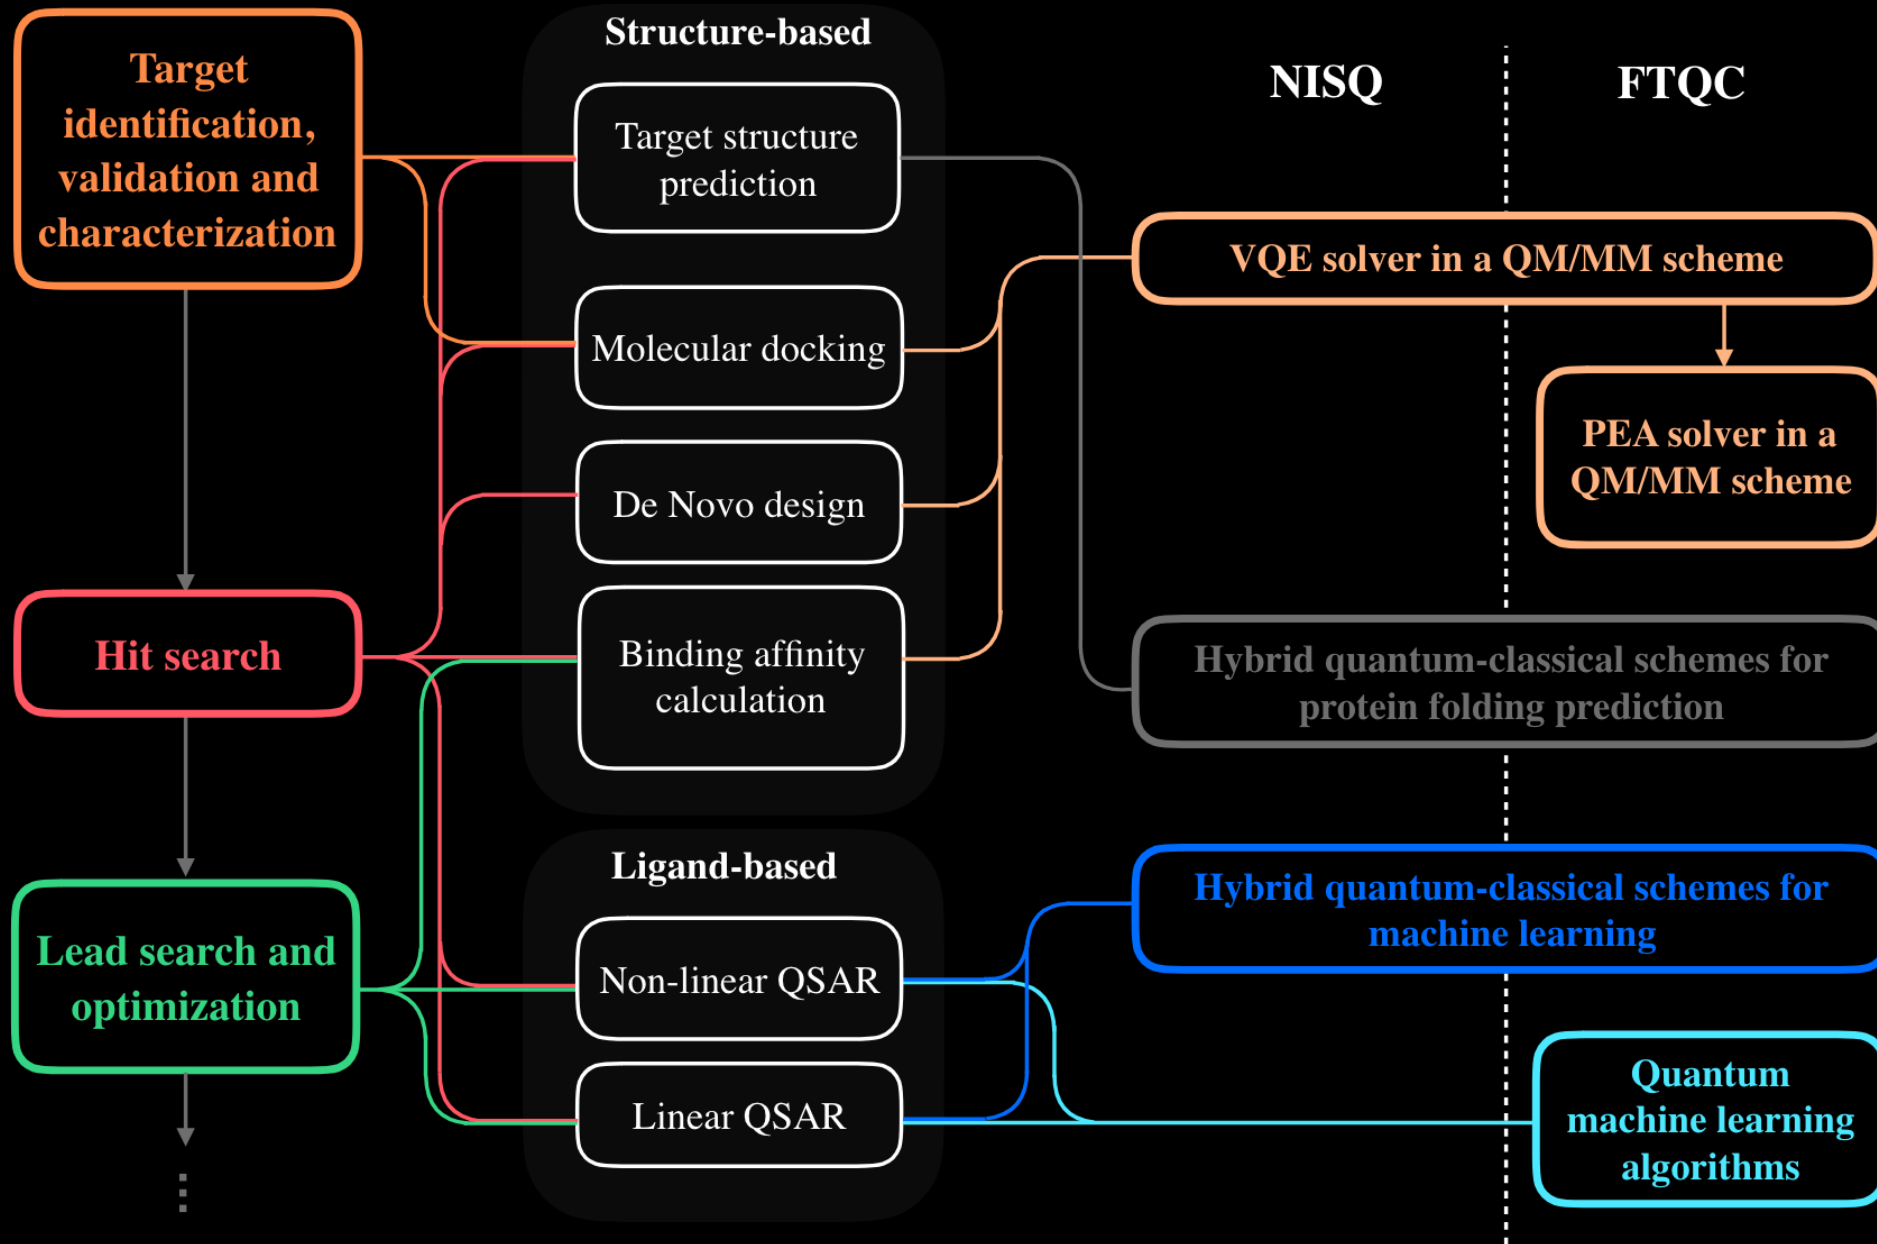 Target
identification,
validation and
characterization
Hit search
Lead search and
optimization
Structure-based
Target structure
prediction
Molecular docking
De Novo design
Binding affinity
calculation
Ligand-based
Non-linear QSAR
Linear QSAR
NISQ
FTQC
VQE solver in a QM/MM scheme
PEA solver in a
QM/MM scheme
Hybrid quantum-classical schemes for
protein folding prediction
Hybrid quantum-classical schemes for
machine learning
Quantum
machine learning
algorithms